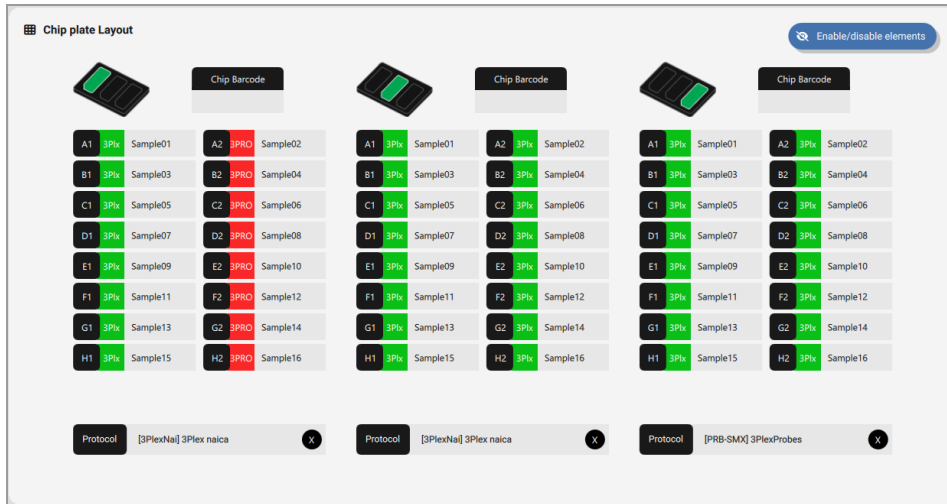 Chip plate Layout
Enable/disable elements
Chip Barcode
A1 3Plx Sample01 A2 3PRO Sample02
B1 3Plx Sample03 B2 3PRO Sample04
C1 3Plx Sample05 C2 3PRO Sample06
D1 3Plx Sample07 D2 3PRO Sample08
E1 3Plx Sample09 E2 3PRO Sample10
F1 3Plx Sample11 F2 3PRO Sample12
G1 3Plx Sample13 G2 3PRO Sample14
H1 3Plx Sample15 H2 3PRO Sample16
Protocol [3PlexNai] 3Plex naica X
Chip Barcode
A1 3Plx Sample01 A2 3Plx Sample02
B1 3Plx Sample03 B2 3Plx Sample04
C1 3Plx Sample05 C2 3Plx Sample06
D1 3Plx Sample07 D2 3Plx Sample08
E1 3Plx Sample09 E2 3Plx Sample10
F1 3Plx Sample11 F2 3Plx Sample12
G1 3Plx Sample13 G2 3Plx Sample14
H1 3Plx Sample15 H2 3Plx Sample16
Protocol [3PlexNai] 3Plex naica X
Chip Barcode
A1 3Plx Sample01 A2 3Plx Sample02
B1 3Plx Sample03 B2 3Plx Sample04
C1 3Plx Sample05 C2 3Plx Sample06
D1 3Plx Sample07 D2 3Plx Sample08
E1 3Plx Sample09 E2 3Plx Sample10
F1 3Plx Sample11 F2 3Plx Sample12
G1 3Plx Sample13 G2 3Plx Sample14
H1 3Plx Sample15 H2 3Plx Sample16
Protocol [PRB-SMX] 3PlexProbes X